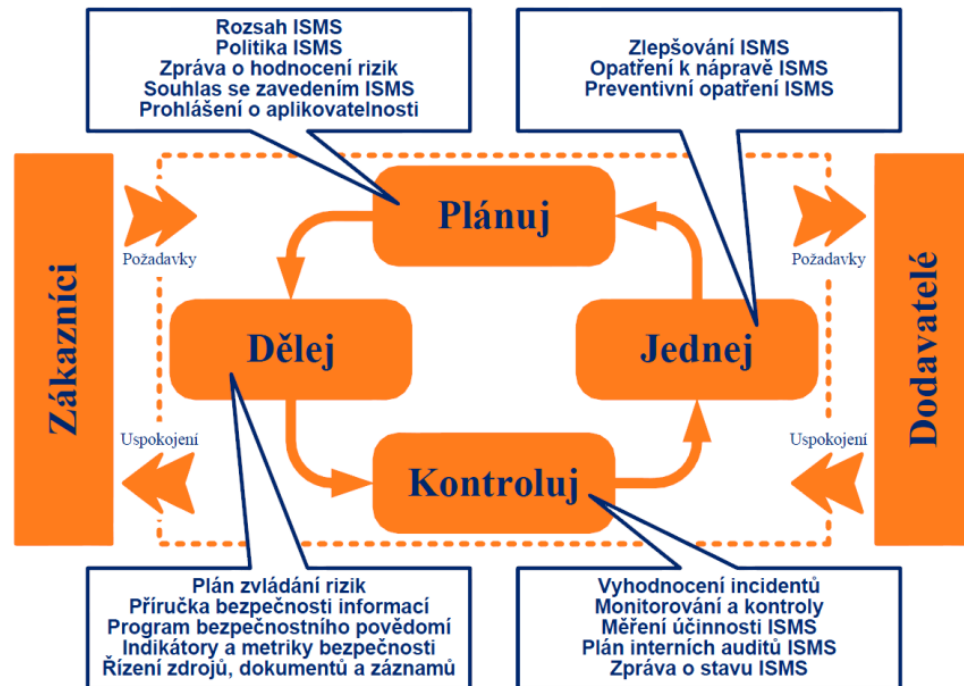 Rozsah ISMS
Politika ISMS
Zpráva o hodnocení rizik
Souhlas se zavedením ISMS
Prohlášení o aplikovatelnosti
Zlepšování ISMS
Opatření k nápravě ISMS
Preventivní opatření ISMS
Zákazníci
Požadavky
Uspokojení
Plánuj
Dělej
Jednej
Kontroluj
Požadavky
Uspokojení
Dodavatelé
Plán zvládání rizik
Příručka bezpečnosti informací
Program bezpečnostního povědomí
Indikátory a metriky bezpečnosti
Řízení zdrojů, dokumentů a záznamů
Vyhodnocení incidentů
Monitorování a kontroly
Měření účinnosti ISMS
Plán interních auditů ISMS
Zpráva o stavu ISMS